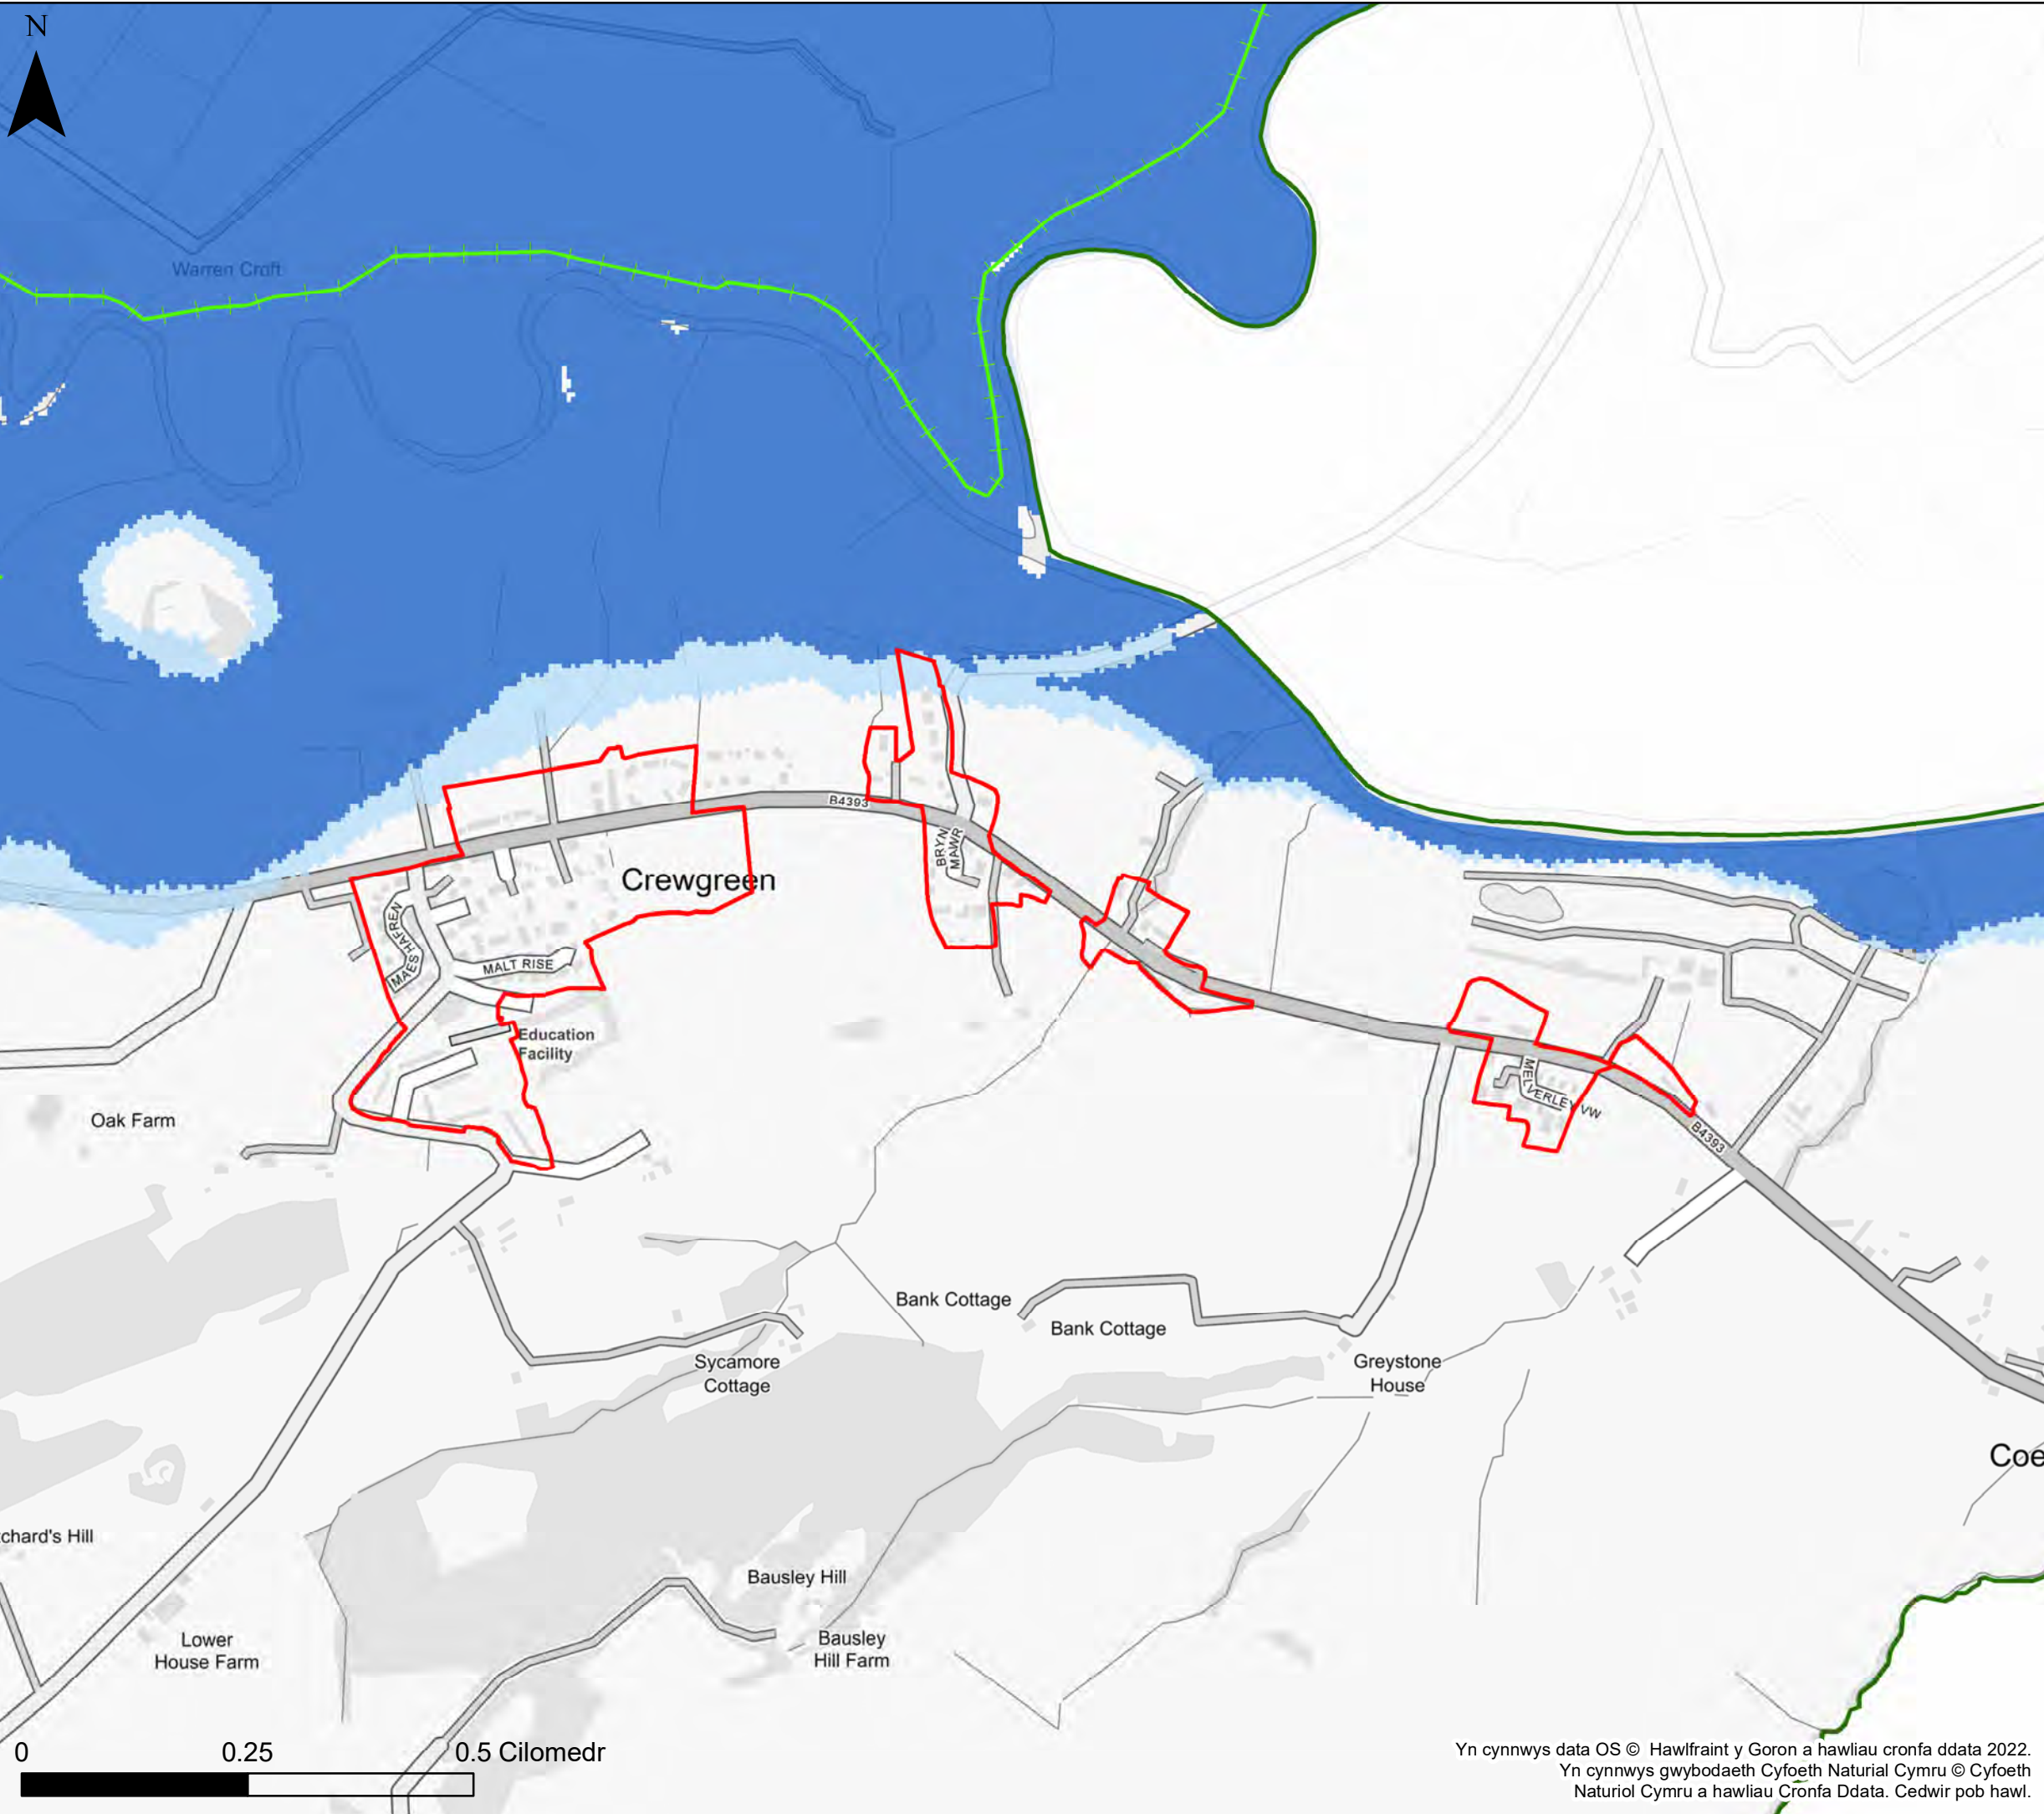 N
Warren Croft
B4393
BRYN
MAWR
Crewgreen
MAES HAFREN
MALT RISE
Education
Facility
MELVERLEY VW
Oak Farm
B4393
Bank Cottage
Bank Cottage
Sycamore
Cottage
Greystone
House
Coe
chard's Hill
Bausley Hill
Lower
House Farm
Bausley
Hill Farm
0 0.25 0.5 Cilomedr
Yn cynnwys data OS © Hawlfraint y Goron a hawliau cronfa ddata 2022.
Yn cynnwys gwybodaeth Cyfoeth Naturial Cymru © Cyfoeth
Naturiol Cymru a hawliau Cronfa Ddata. Cedwir pob hawl.